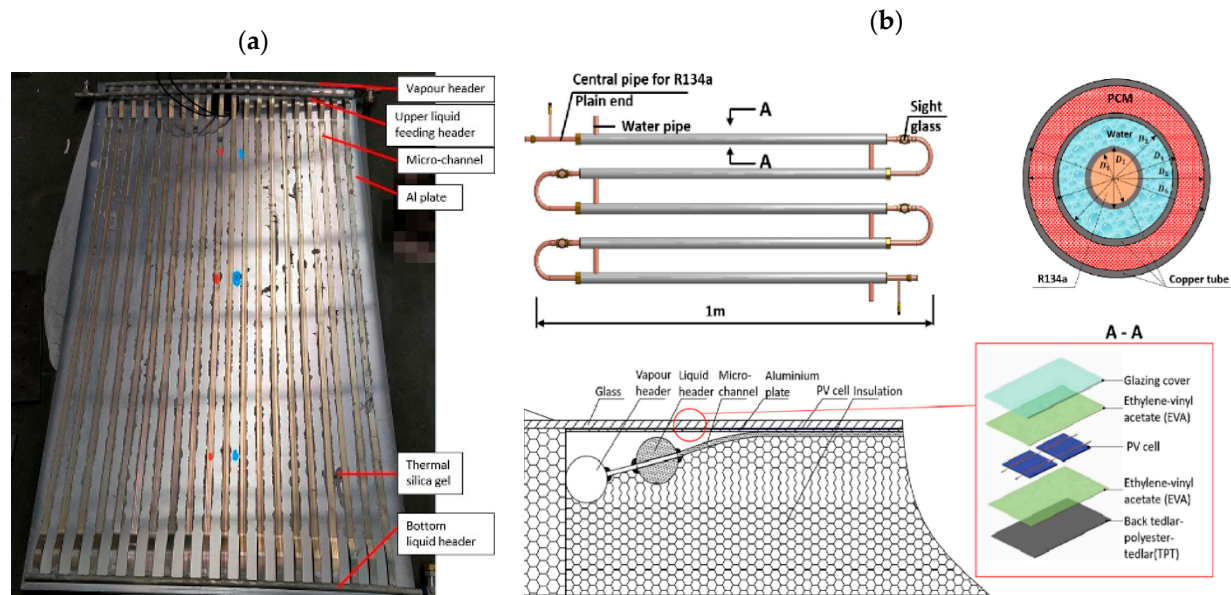 (a)
Vapour header
Upper liquid
feeding header
Micro-channel
Al plate
Thermal
silica gel
Bottom
liquid header
(b)
Central pipe for R134a
Plain end
Water pipe
A
A
Sight
glass
1m
PCM
Water
R134a
Copper tube
Glass
Vapour
header
Liquid
header
Micro-
channel
Aluminium
plate
PV cell
Insulation
A - A
Glazing cover
Ethylene-vinyl
acetate (EVA)
PV cell
Ethylene-vinyl
acetate (EVA)
Back tedlar-
polyester-
tedlar(TPT)